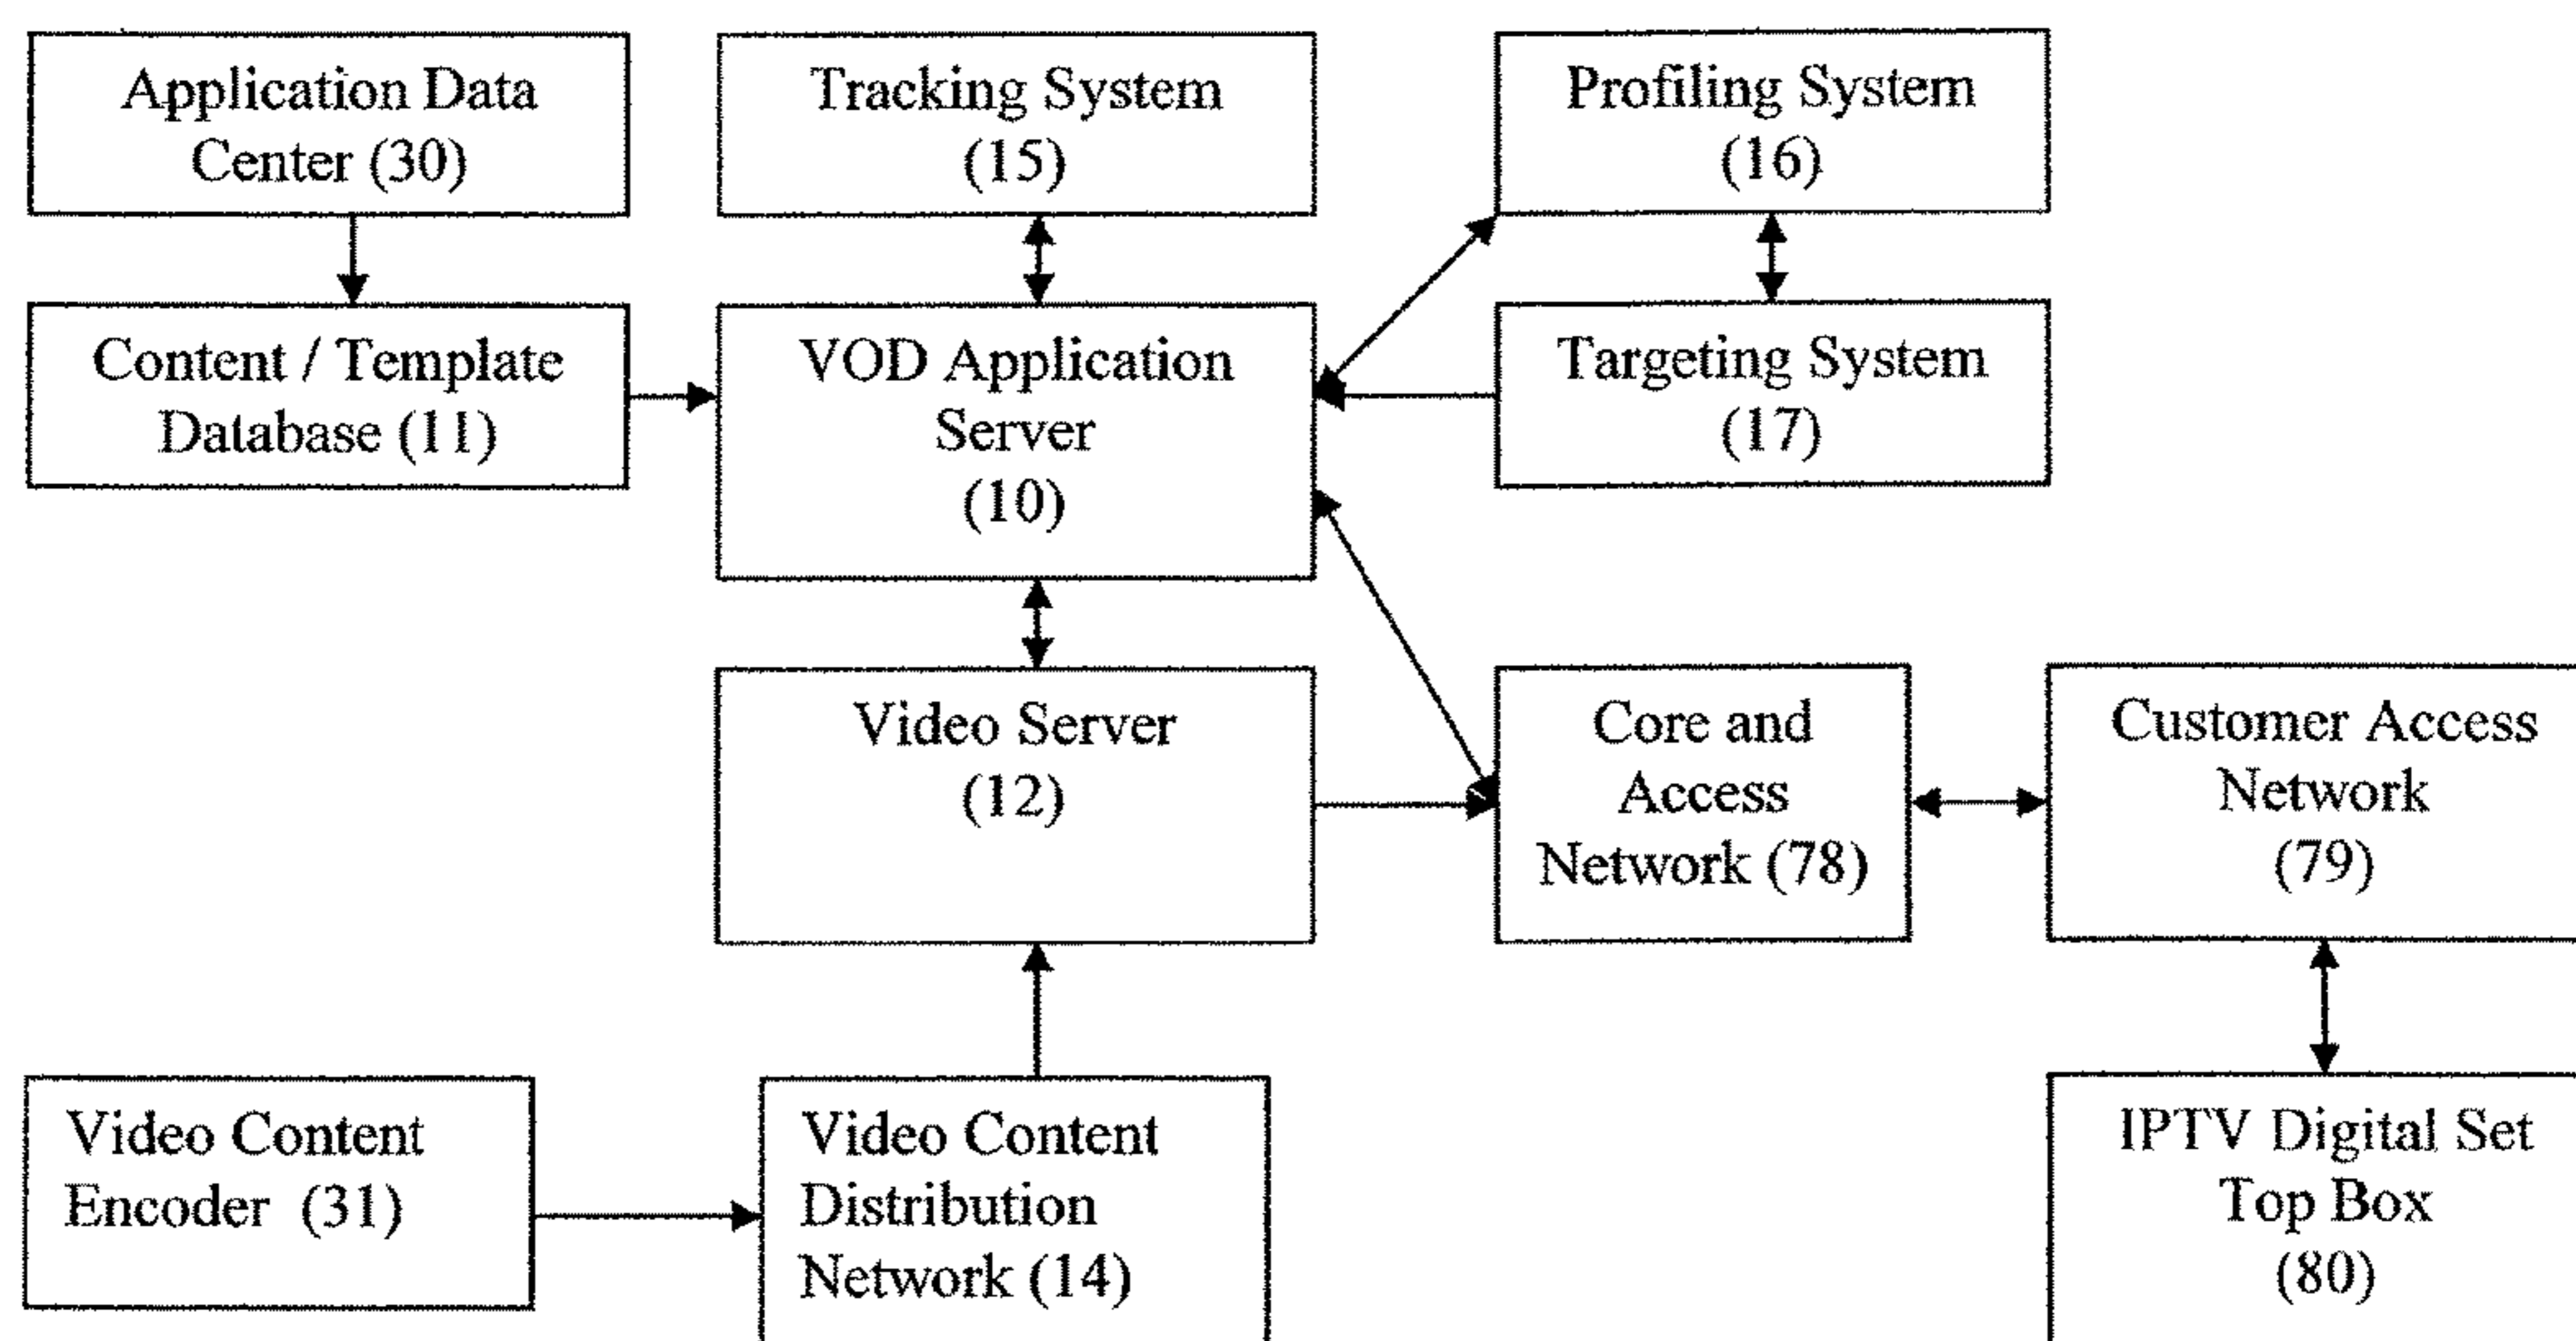 Application Data
Center (30)
Tracking System
(15)
Profiling System
(16)
Content / Template
Database (11)
VOD Application
Server
(10)
Targeting System
(17)
Video Server
(12)
Core and
Access
Network (78)
Customer Access
Network
(79)
Video Content
Encoder (31)
Video Content
Distribution
Network (14)
IPTV Digital Set
Top Box
(80)